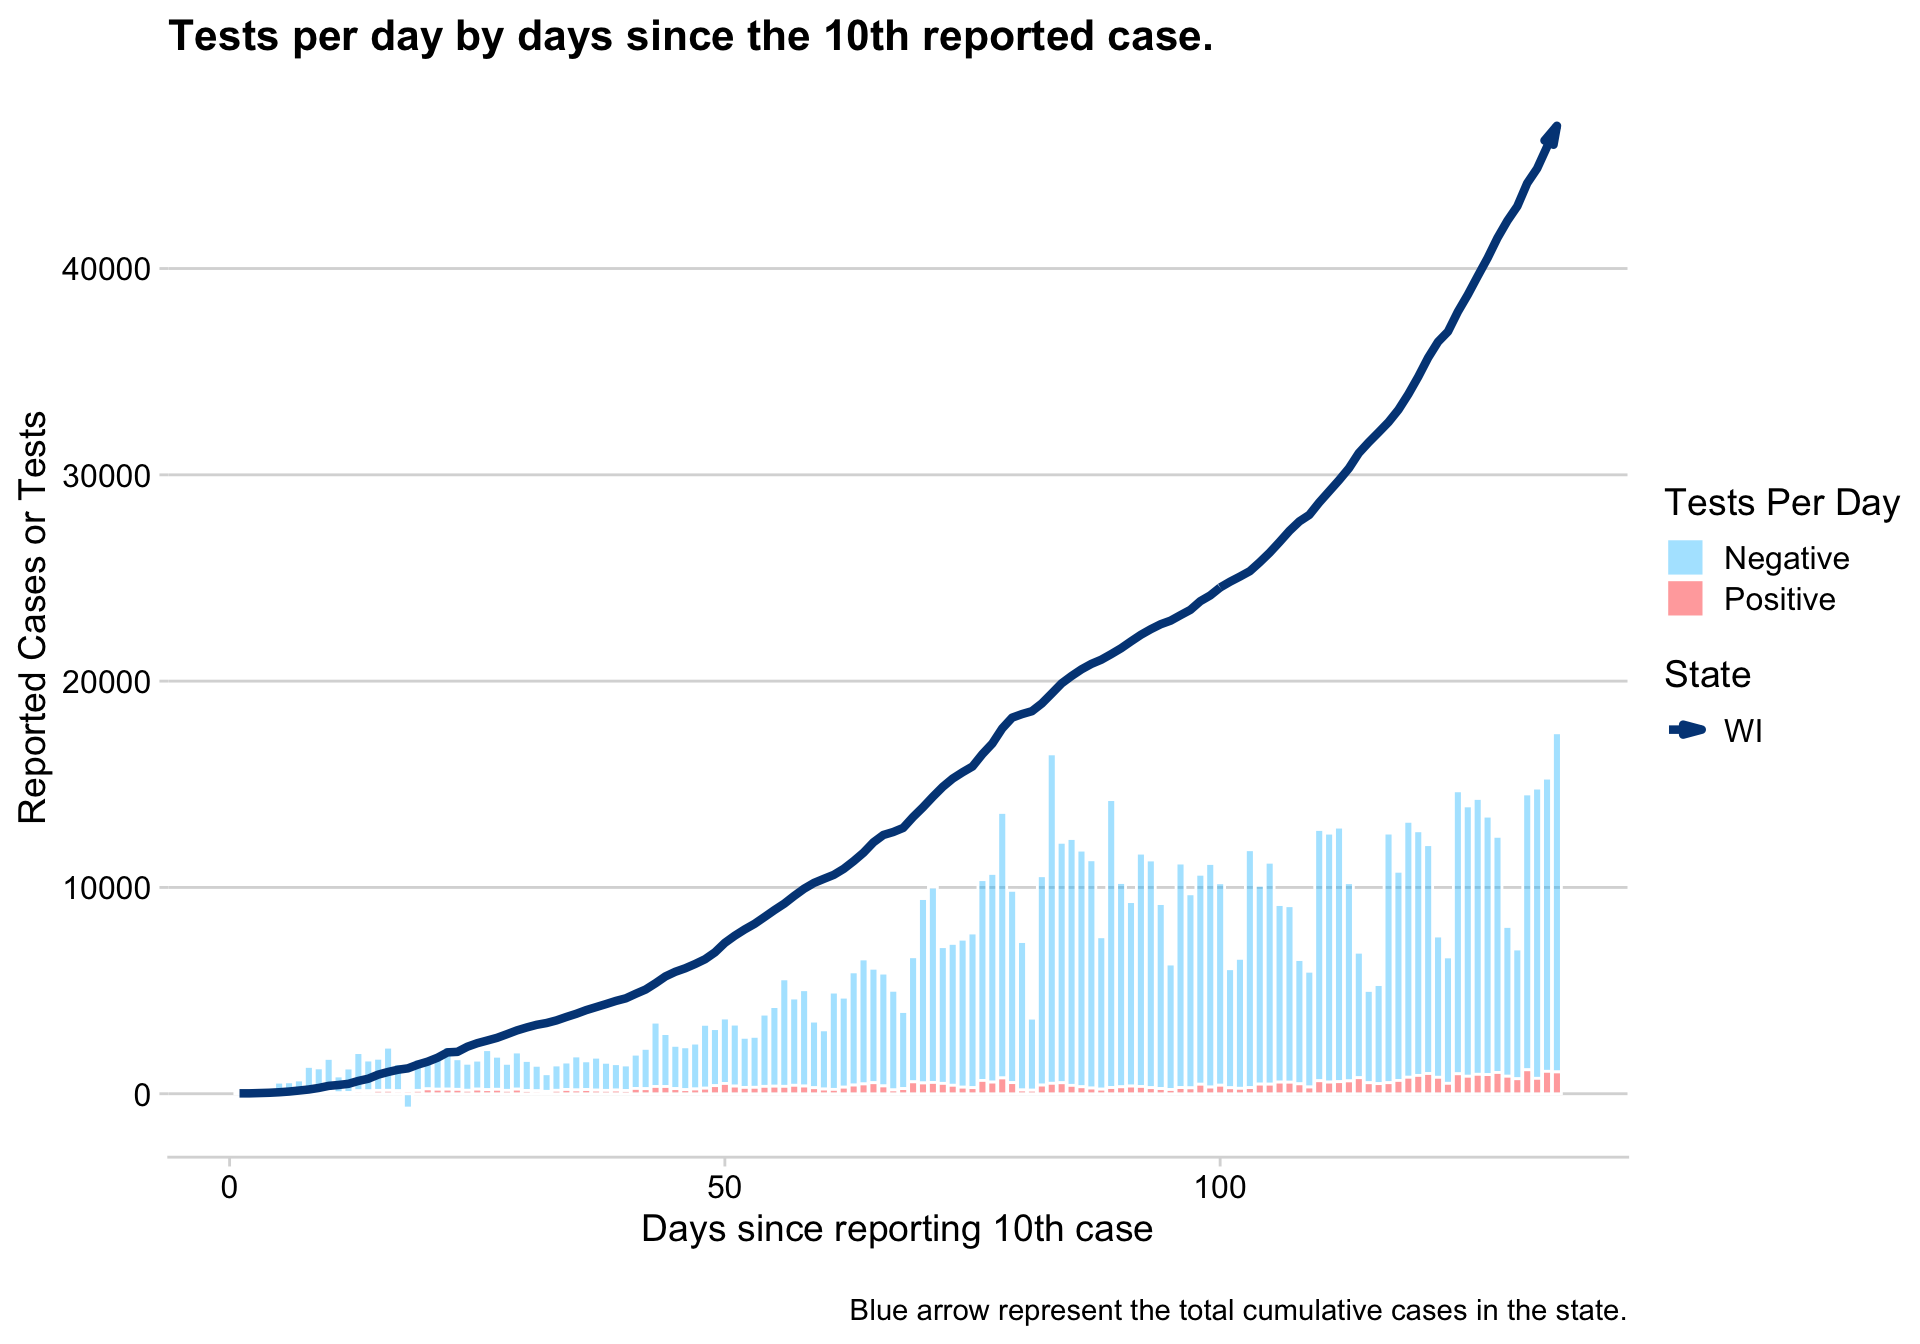 Tests per day by days since the 10th reported case.
Reported Cases or Tests
40000
30000
20000
10000
0
0
50
100
Days since reporting 10th case
Tests Per Day
Negative
Positive
State
WI
Blue arrow represent the total cumulative cases in the state.